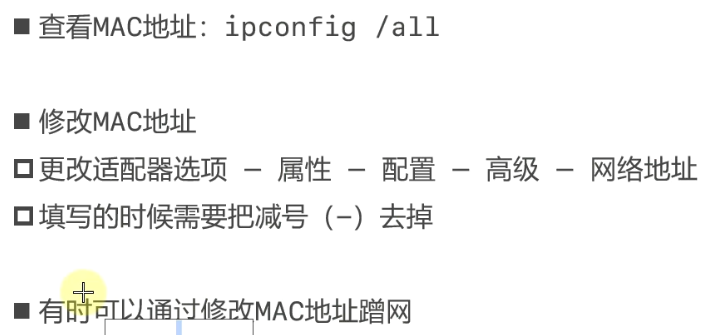 ■ 查看MAC地址：ipconfig /all
■ 修改MAC地址
更改适配器选项 – 属性 – 配置 – 高级 – 网络地址
填写的时候需要把减号（-）去掉
■ 有时可以通过修改MAC地址蹭网